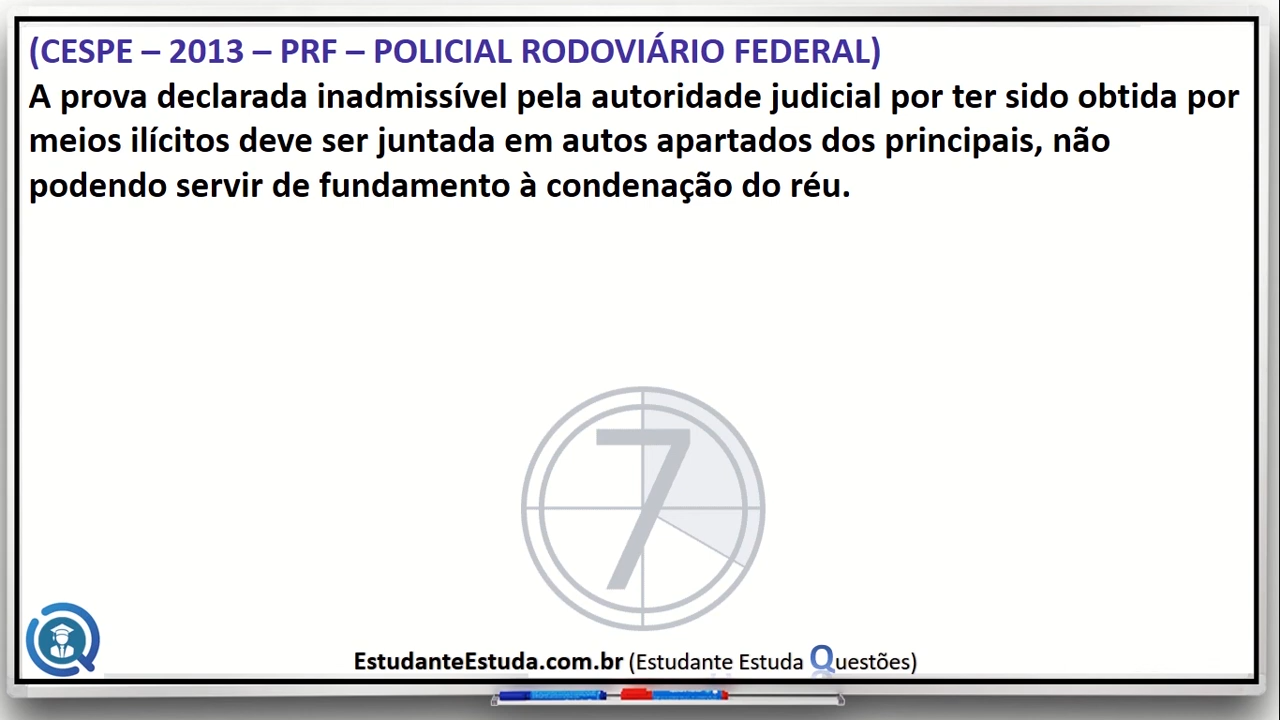 (CESPE – 2013 – PRF – POLICIAL RODOVIÁRIO FEDERAL)
A prova declarada inadmissível pela autoridade judicial por ter sido obtida por
meios ilícitos deve ser juntada em autos apartados dos principais, não
podendo servir de fundamento à condenação do réu.
7
EstudanteEstuda.com.br (Estudante Estuda Questões)